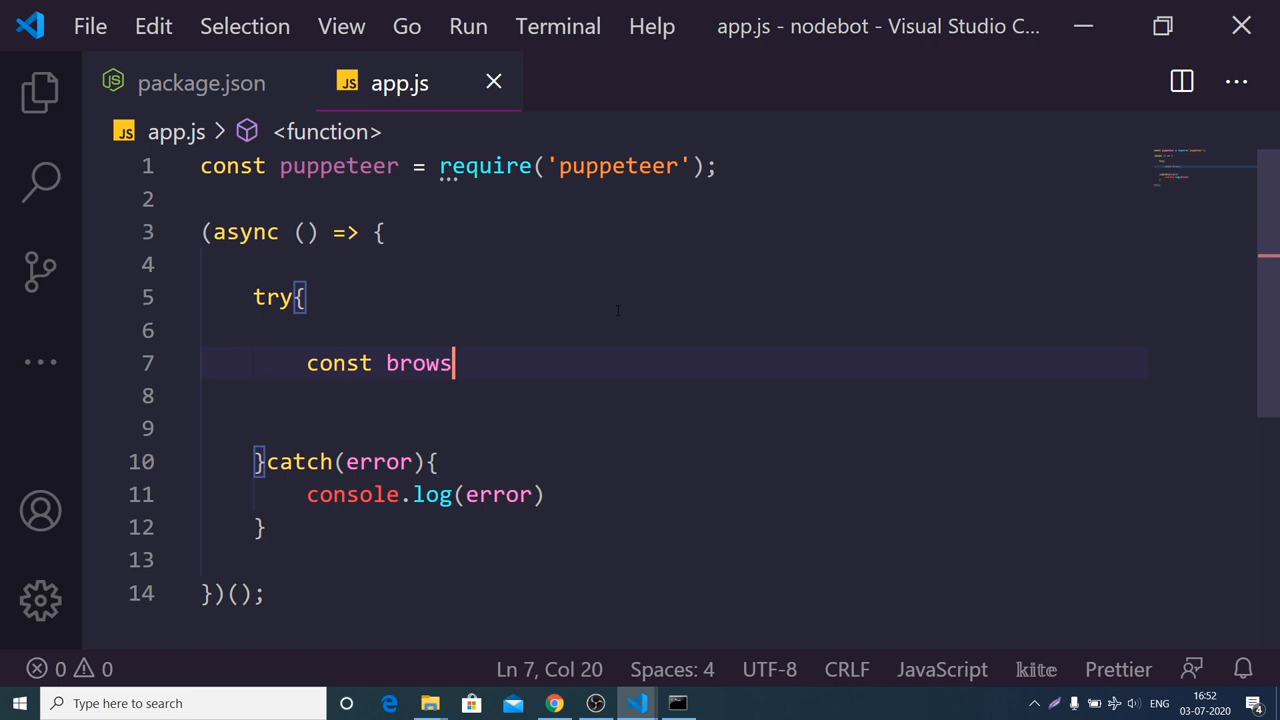 File Edit Selection View Go Run Terminal Help app.js - nodebot - Visual Studio C...
package.json JS app.js
JS app.js > <function>
1 const puppeteer = require('puppeteer');
2
3 (async () => {
4
5 try{
6
7 const brows
8
9
10 }catch(error){
11 console.log(error)
12 }
13
14 })();
0 0 Ln 7, Col 20 Spaces: 4 UTF-8 CRLF JavaScript kite Prettier
Type here to search ENG 16:52 03-07-2020 4